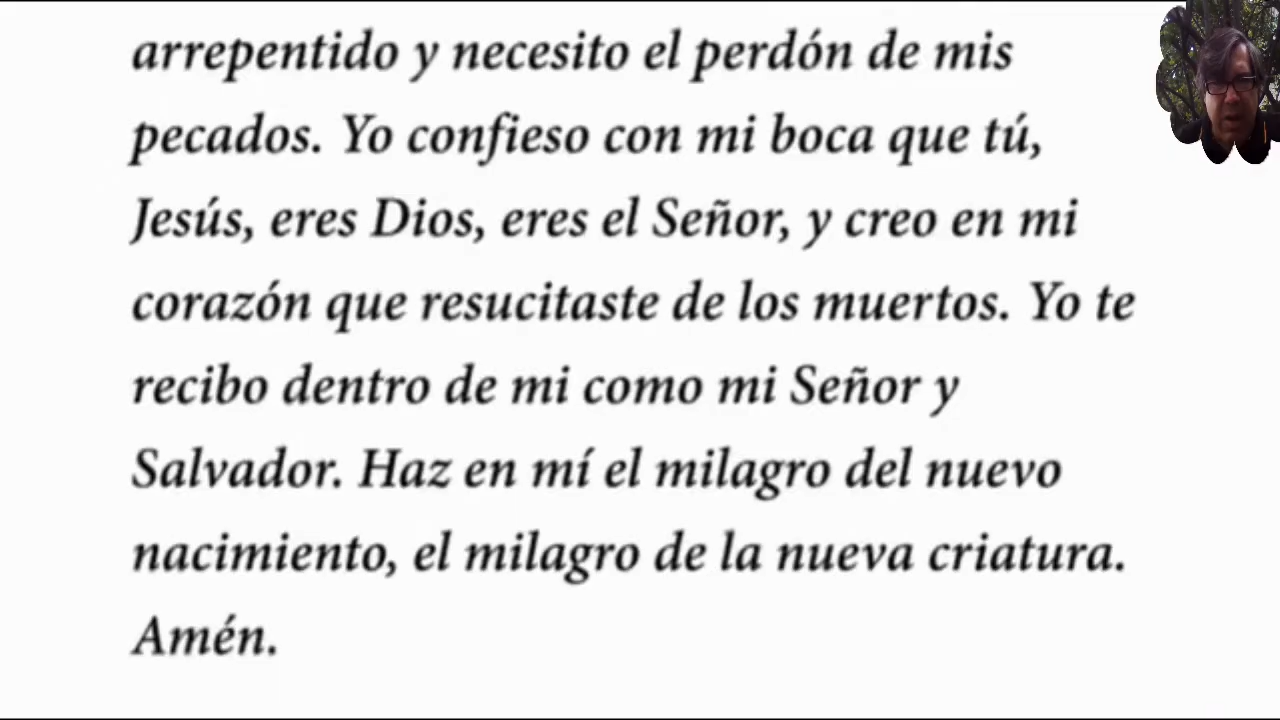 arrepentido y necesito el perdón de mis
pecados. Yo confieso con mi boca que tú,
Jesús, eres Dios, eres el Señor, y creo en mi
corazón que resucitaste de los muertos. Yo te
recibo dentro de mi como mi Señor y
Salvador. Haz en mí el milagro del nuevo
nacimiento, el milagro de la nueva criatura.
Amén.